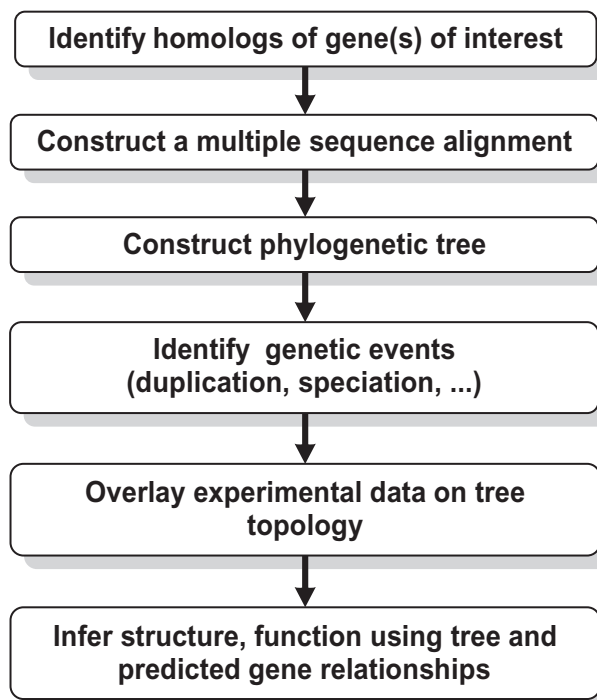 Identify homologs of gene(s) of interest
Construct a multiple sequence alignment
Construct phylogenetic tree
Identify genetic events
(duplication, speciation, ...)
Overlay experimental data on tree
topology
Infer structure, function using tree and
predicted gene relationships